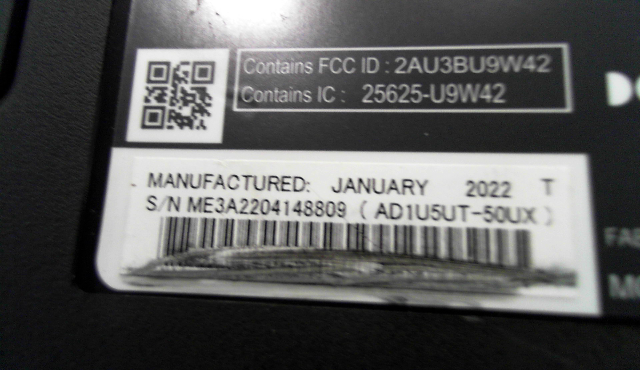 Contains FCC ID : 2AU3BU9W42
Contains IC : 25625-U9W42
MANUFACTURED: JANUARY 2022 T
S/N ME3A2204148809 ( AD1U5UT-50UX )